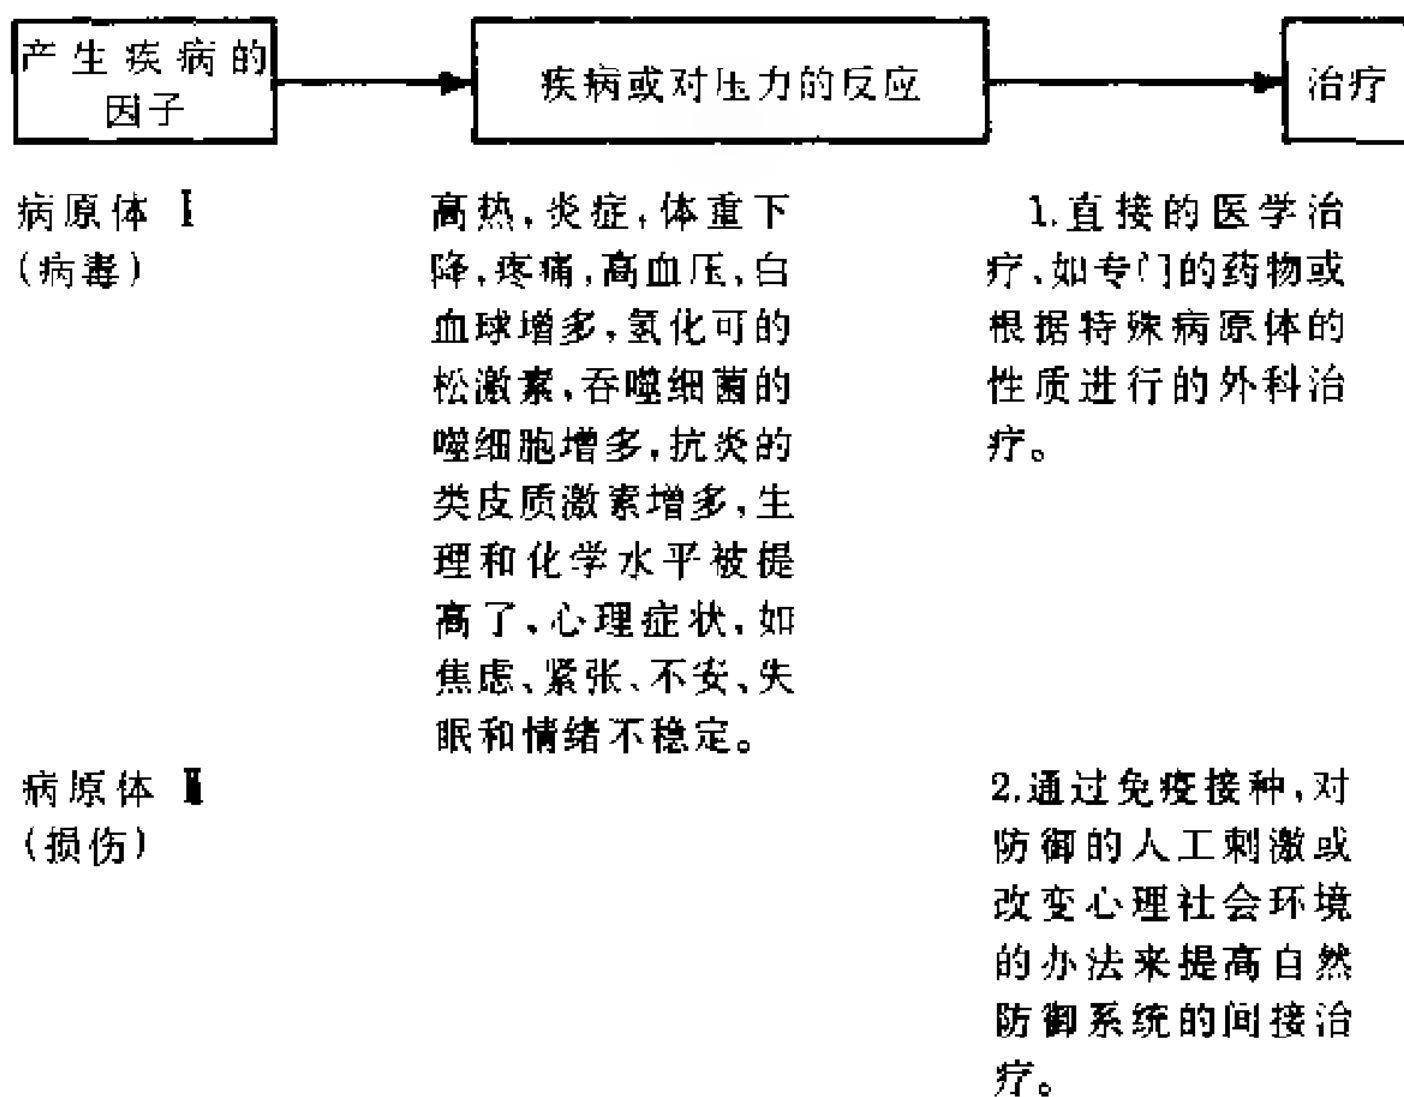 产生疾病的
因子
疾病或对压力的反应
治疗
病原体 Ⅰ
(病毒)
高热,炎症,体重下
降,疼痛,高血压,白
血球增多,氢化可的
松激素,吞噬细菌的
噬细胞增多,抗炎的
类皮质激素增多,生
理和化学水平被提
高了、心理症状,如
焦虑、紧张、不安、失
眠和情绪不稳定。
1.直接的医学治
疗、如专门的药物或
根据特殊病原体的
性质进行的外科治
疗。
病原体
(损伤)
2.通过免疫接种,对
防御的人工刺激或
改变心理社会环境
的办法来提高自然
防御系统的间接治
疗。